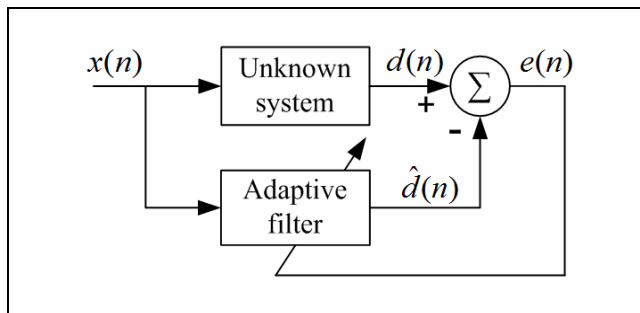 x(n)
Unknown
system
d(n)
+
Σ
e(n)
-
Adaptive
filter
d̂(n)